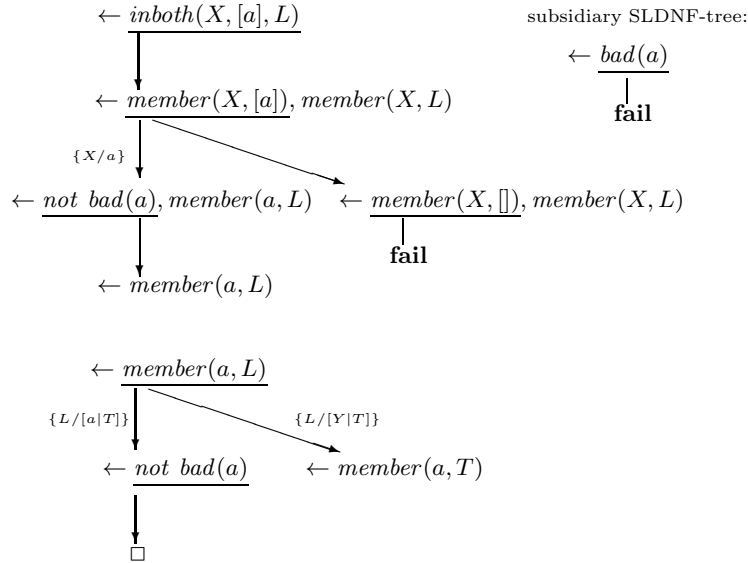 ← inboth(X, [a], L)
subsidiary SLDNF-tree:
← bad(a)
fail
← member(X, [a]), member(X, L)
{X/a}
← not bad(a), member(a, L)
← member(X, []), member(X, L)
fail
← member(a, L)
← member(a, L)
{L/[a|T]}
{L/[Y|T]}
← not bad(a)
← member(a, T)
□